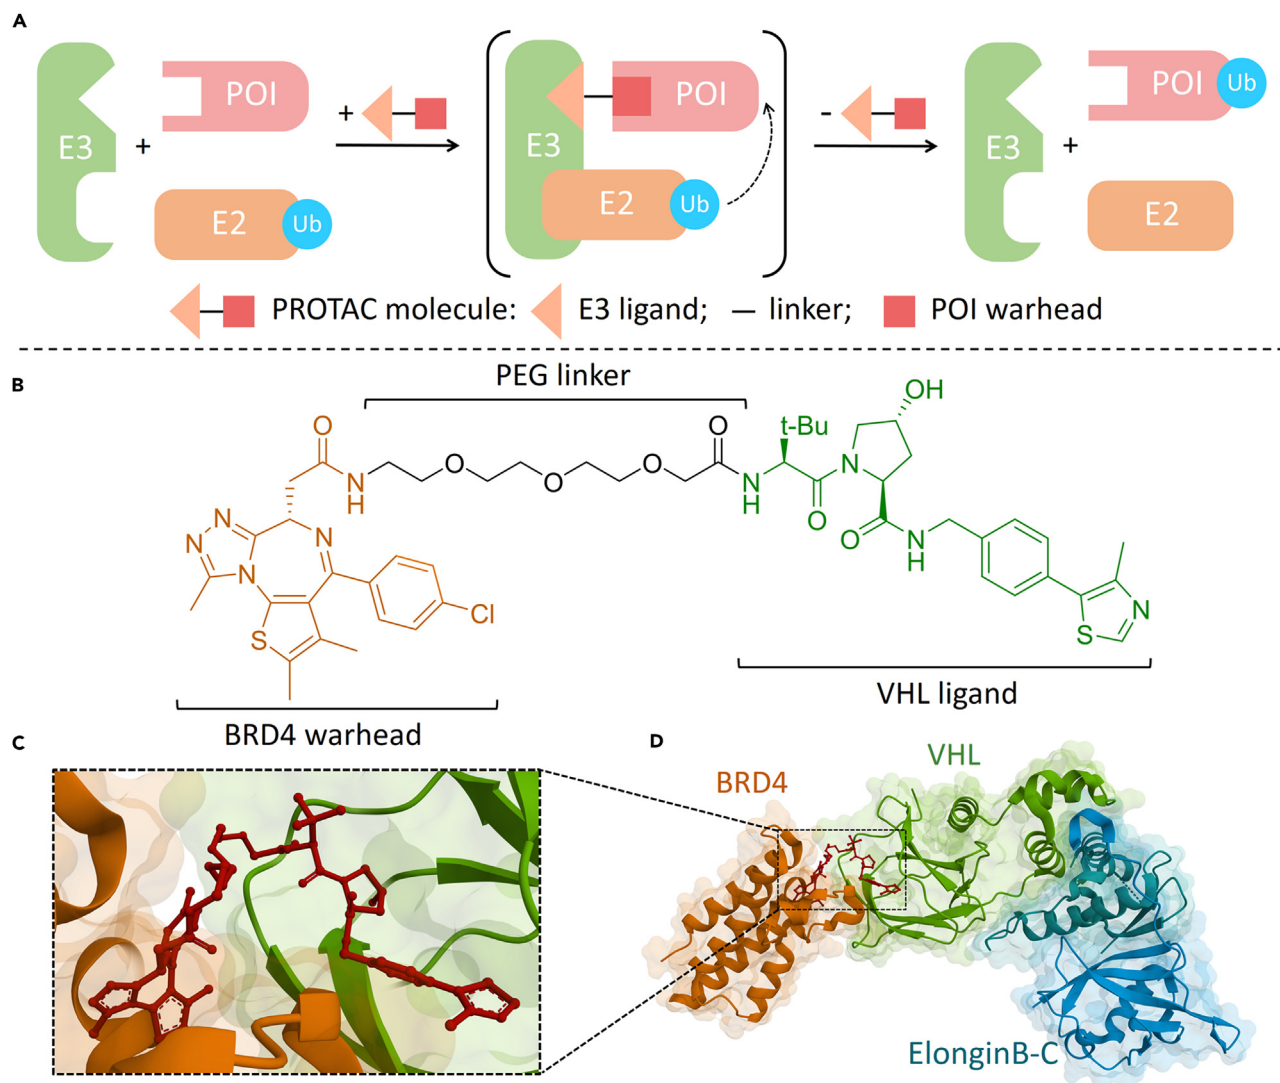 A
E3
+
POI
E2
Ub
+
E3
POI
E2
Ub
-
E3
+
POI
Ub
E2
PROTAC molecule: E3 ligand; — linker; POI warhead
B
PEG linker
O
N
H
O
O
O
O
N
H
t-Bu
O
N
OH
O
N
H
S
N
N
N
N
N
S
Cl
VHL ligand
BRD4 warhead
C
D
BRD4
VHL
ElonginB-C